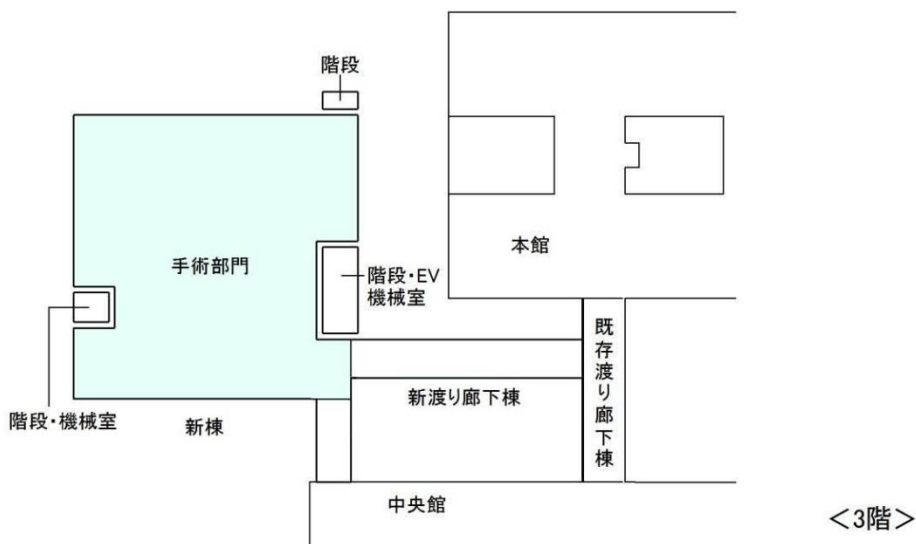 階段
本館
手術部門
階段・EV
機械室
既存渡り廊下棟
新渡り廊下棟
階段・機械室
新棟
中央館
＜3階＞